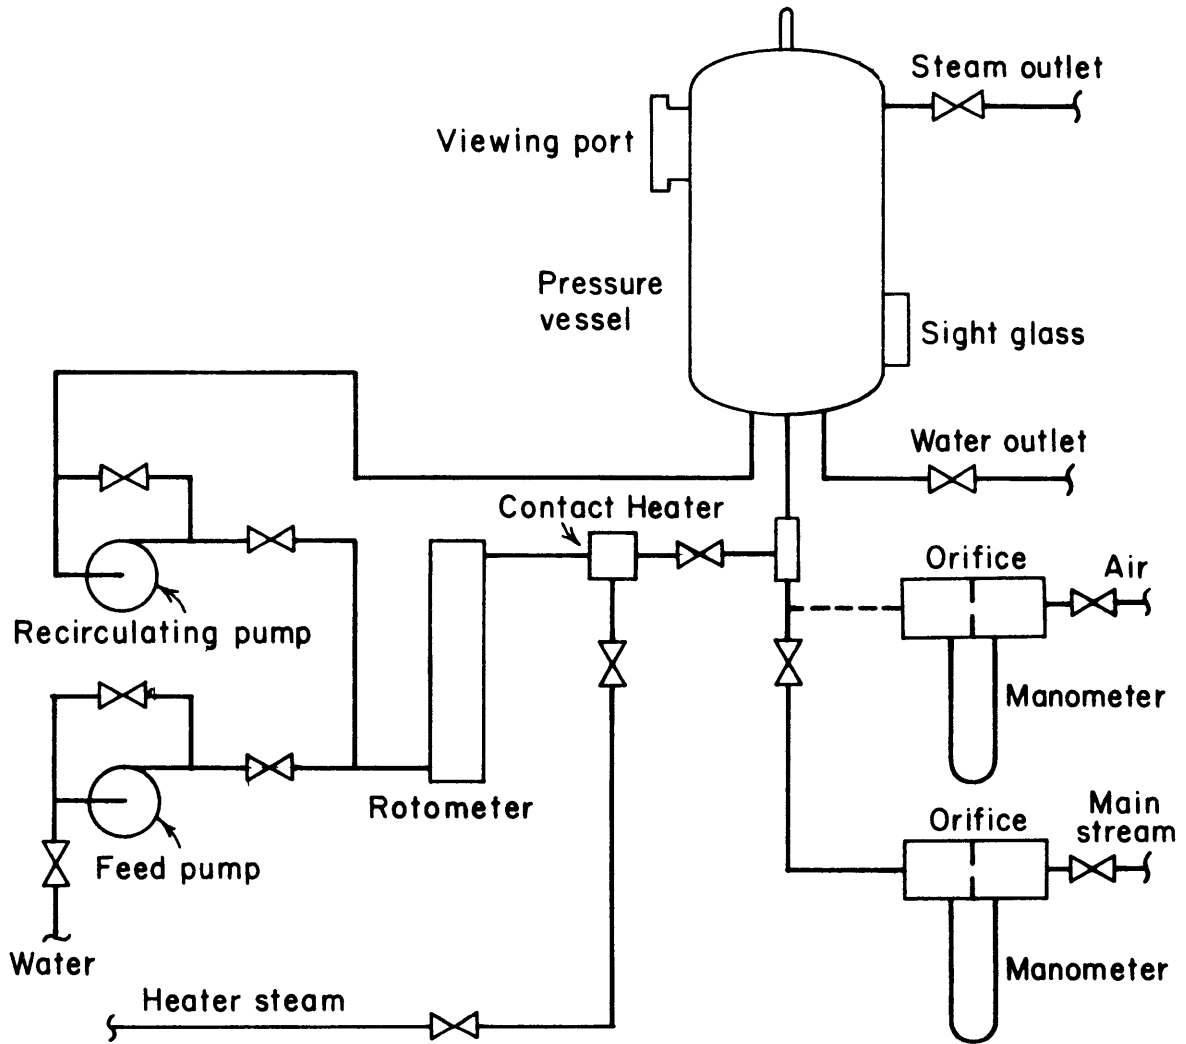 Steam outlet
Viewing port
Pressure
vessel
Sight glass
Water outlet
Contact Heater
Orifice
Air
Recirculating pump
Manometer
Rotometer
Orifice
Main
stream
Feed pump
Water
Manometer
Heater steam